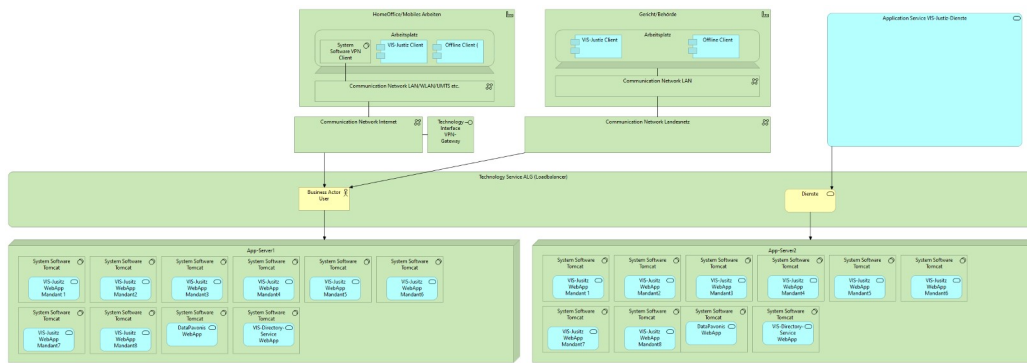 HomeOffice/Mobiles Arbeiten
Arbeitsplatz
System
Software VPN
Client
VIS-Justiz Client
Offline Client (
Communication Network LAN/WLAN/UMTS etc.
Gericht/Behörde
Arbeitsplatz
VIS-Justiz Client
Offline Client
Communication Network LAN
Application Service VIS-Justiz-Dienste
Communication Network Internet
Technology
Interface
VPN-
Gateway
Communication Network Landesnetz
Technology Service ALG (Loadbalancer)
Business Actor
User
Dienste
App-Server1
System Software
Tomcat
VIS-Jusitz
WebApp
Mandant 1
System Software
Tomcat
VIS-Jusitz
WebApp
Mandant2
System Software
Tomcat
VIS-Jusitz
WebApp
Mandant3
System Software
Tomcat
VIS-Jusitz
WebApp
Mandant4
System Software
Tomcat
VIS-Jusitz
WebApp
Mandant5
System Software
Tomcat
VIS-Jusitz
WebApp
Mandant6
System Software
Tomcat
VIS-Jusitz
WebApp
Mandant7
System Software
Tomcat
VIS-Jusitz
WebApp
Mandant8
System Software
Tomcat
DataPavonis
WebApp
System Software
Tomcat
VIS-Directory-
Service
WebApp
App-Server2
System Software
Tomcat
VIS-Jusitz
WebApp
Mandant 1
System Software
Tomcat
VIS-Jusitz
WebApp
Mandant2
System Software
Tomcat
VIS-Jusitz
WebApp
Mandant3
System Software
Tomcat
VIS-Jusitz
WebApp
Mandant4
System Software
Tomcat
VIS-Jusitz
WebApp
Mandant5
System Software
Tomcat
VIS-Jusitz
WebApp
Mandant6
System Software
Tomcat
VIS-Jusitz
WebApp
Mandant7
System Software
Tomcat
VIS-Jusitz
WebApp
Mandant8
System Software
Tomcat
DataPavonis
WebApp
System Software
Tomcat
VIS-Directory-
Service
WebApp